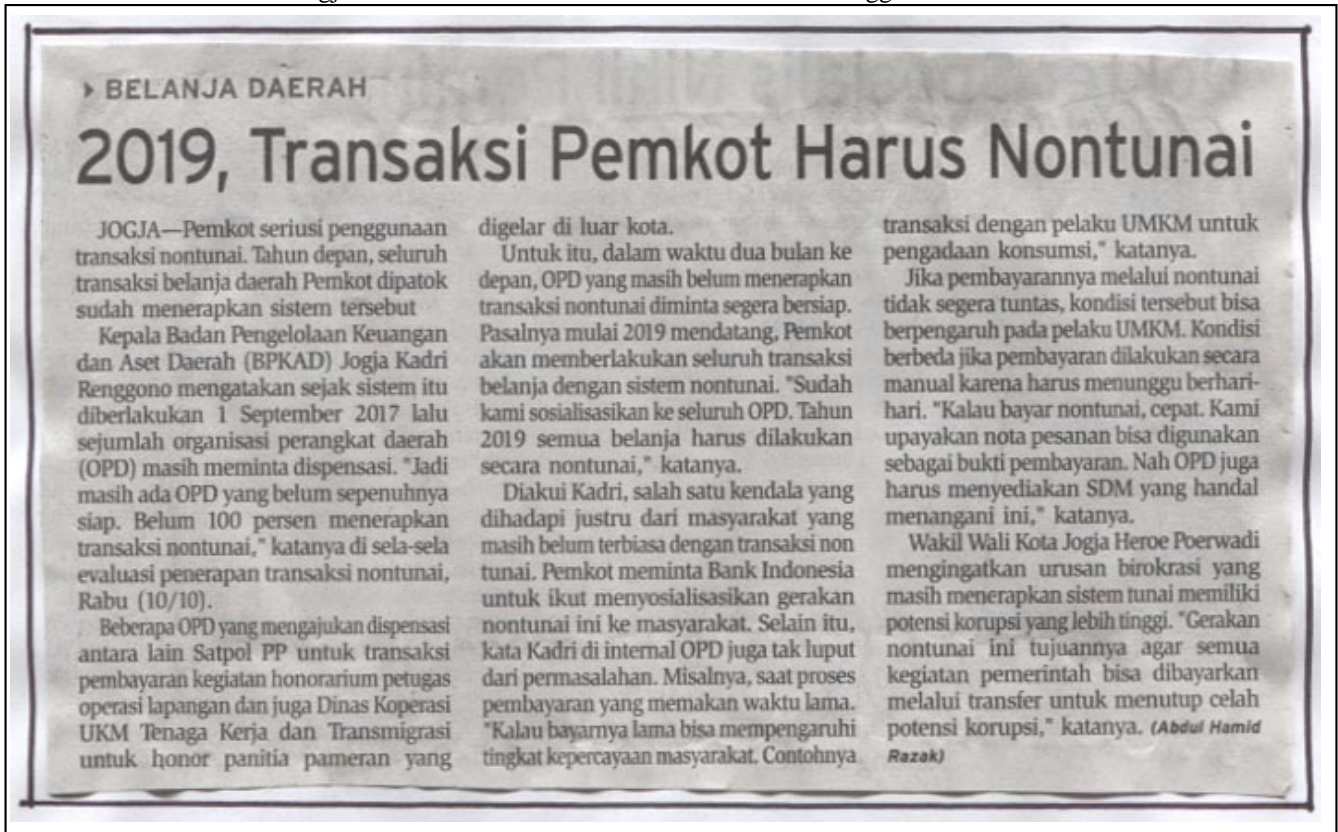 BELANJA DAERAH
2019, Transaksi Pemkot Harus Nontunai
JOGJA—Pemkot seriusi penggunaan
transaksi nontunai. Tahun depan, seluruh
transaksi belanja daerah Pemkot dipatok
sudah menerapkan sistem tersebut
Kepala Badan Pengelolaan Keuangan
dan Aset Daerah (BPKAD) Jogja Kadri
Renggono mengatakan sejak sistem itu
diberlakukan 1 September 2017 lalu
sejumlah organisasi perangkat daerah
(OPD) masih meminta dispensasi. "Jadi
masih ada OPD yang belum sepenuhnya
siap. Belum 100 persen menerapkan
transaksi nontunai," katanya di sela-sela
evaluasi penerapan transaksi nontunai,
Rabu (10/10).
Beberapa OPD yang mengajukan dispensasi
antara lain Satpol PP untuk transaksi
pembayaran kegiatan honorarium petugas
operasi lapangan dan juga Dinas Koperasi
UKM Tenaga Kerja dan Transmigrasi
untuk honor panitia pameran yang
digelar di luar kota.
Untuk itu, dalam waktu dua bulan ke
depan, OPD yang masih belum menerapkan
transaksi nontunai diminta segera bersiap.
Pasalnya mulai 2019 mendatang, Pemkot
akan memberlakukan seluruh transaksi
belanja dengan sistem nontunai. "Sudah
kami sosialisasikan ke seluruh OPD. Tahun
2019 semua belanja harus dilakukan
secara nontunai," katanya.
Diakui Kadri, salah satu kendala yang
dihadapi justru dari masyarakat yang
masih belum terbiasa dengan transaksi non
tunai. Pemkot meminta Bank Indonesia
untuk ikut menyosialisasikan gerakan
nontunai ini ke masyarakat. Selain itu,
kata Kadri di internal OPD juga tak luput
dari permasalahan. Misalnya, saat proses
pembayaran yang memakan waktu lama.
"Kalau bayarnya lama bisa mempengaruhi
tingkat kepercayaan masyarakat. Contohnya
transaksi dengan pelaku UMKM untuk
pengadaan konsumsi," katanya.
Jika pembayarannya melalui nontunai
tidak segera tuntas, kondisi tersebut bisa
berpengaruh pada pelaku UMKM. Kondisi
berbeda jika pembayaran dilakukan secara
manual karena harus menunggu berhari-
hari. "Kalau bayar nontunai, cepat. Kami
upayakan nota pesanan bisa digunakan
sebagai bukti pembayaran. Nah OPD juga
harus menyediakan SDM yang handal
menangani ini," katanya.
Wakil Wali Kota Jogja Heroe Poerwadi
mengingatkan urusan birokrasi yang
masih menerapkan sistem tunai memiliki
potensi korupsi yang lebih tinggi. "Gerakan
nontunai ini tujuannya agar semua
kegiatan pemerintah bisa dibayarkan
melalui transfer untuk menutup celah
potensi korupsi," katanya. (Abdul Hamid
Razak)